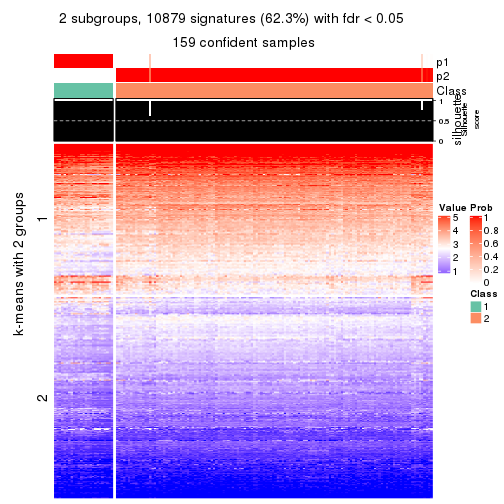 2 subgroups, 10879 signatures (62.3%) with fdr < 0.05
159 confident samples
p1
p2
Class
silhouette
1
0.5
0
Silhouette
score
k-means with 2 groups
1
2
Value
5
4
3
2
1
Prob
1
0.8
0.6
0.4
0.2
0
Class
1
2